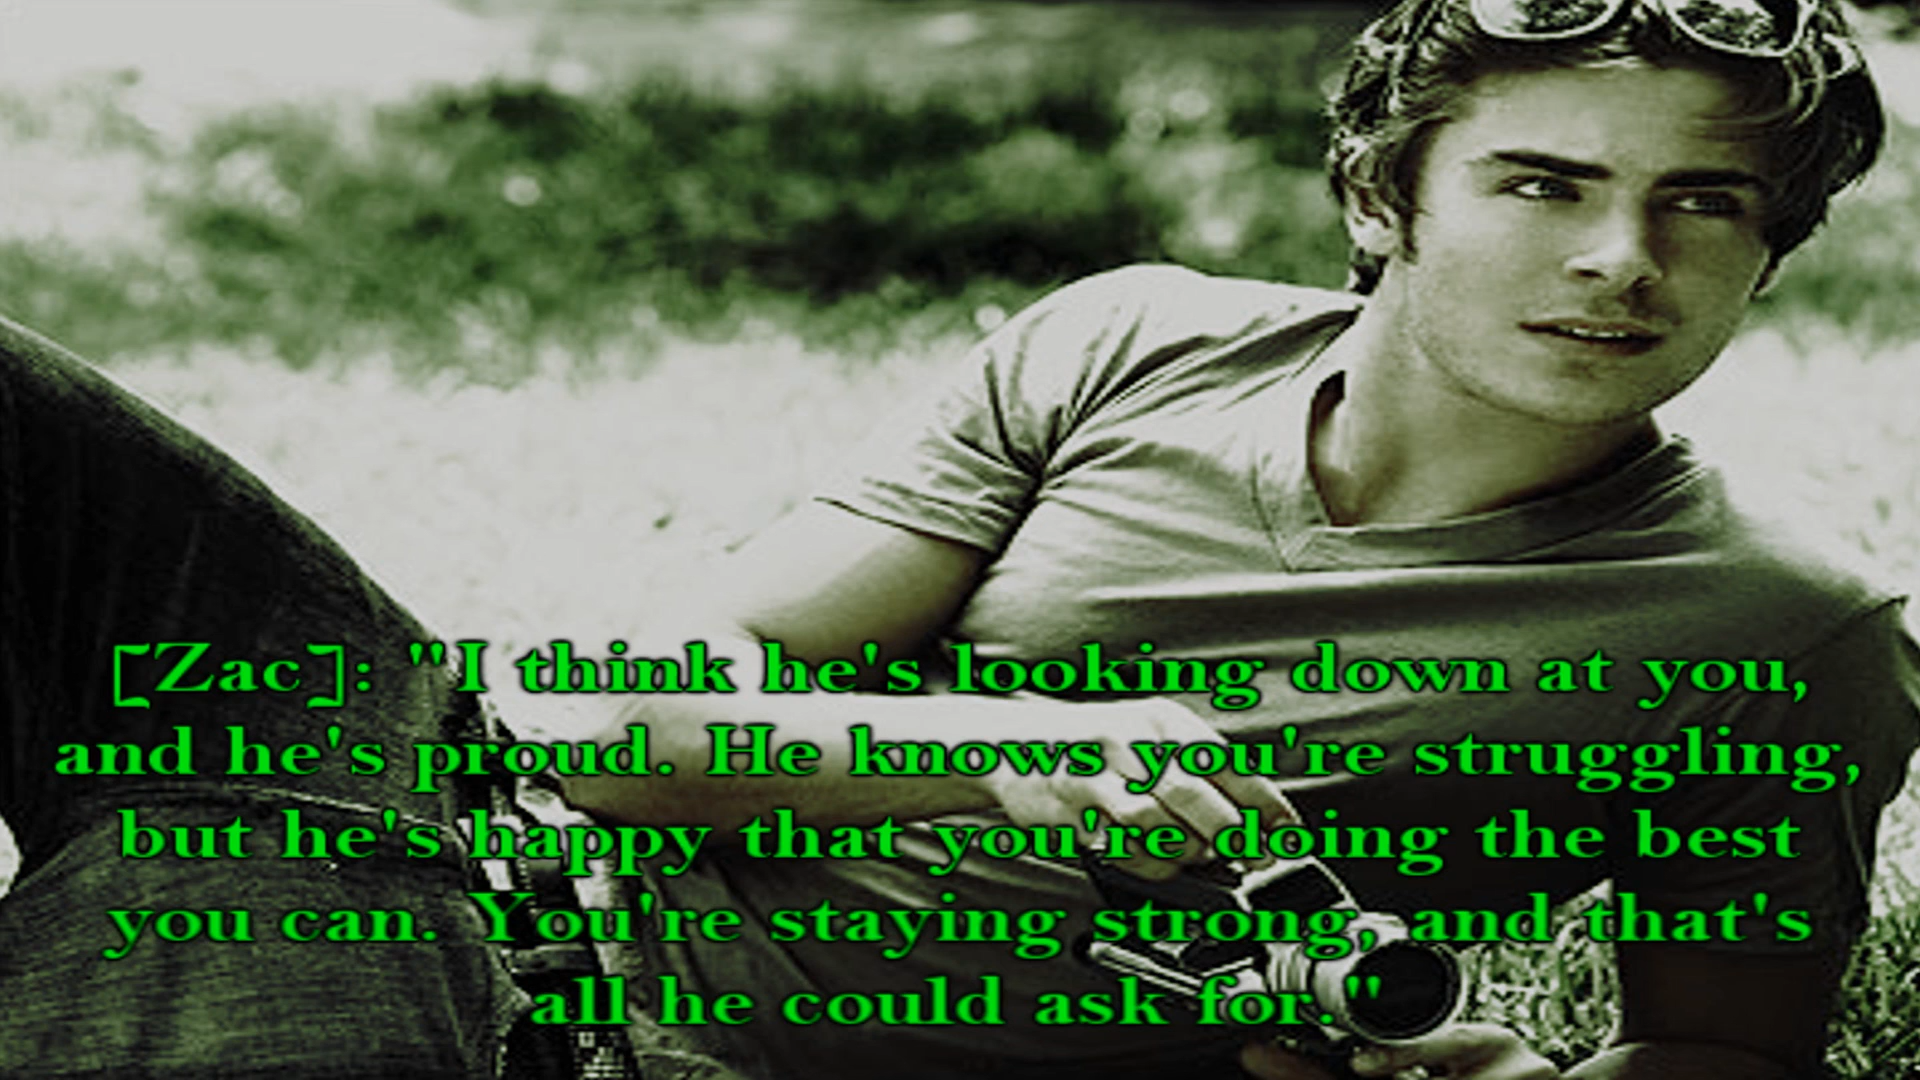 [Zac]: "I think he's looking down at you,
and he's proud. He knows you're struggling,
but he's happy that you're doing the best
you can. You're staying strong, and that's
all he could ask for."